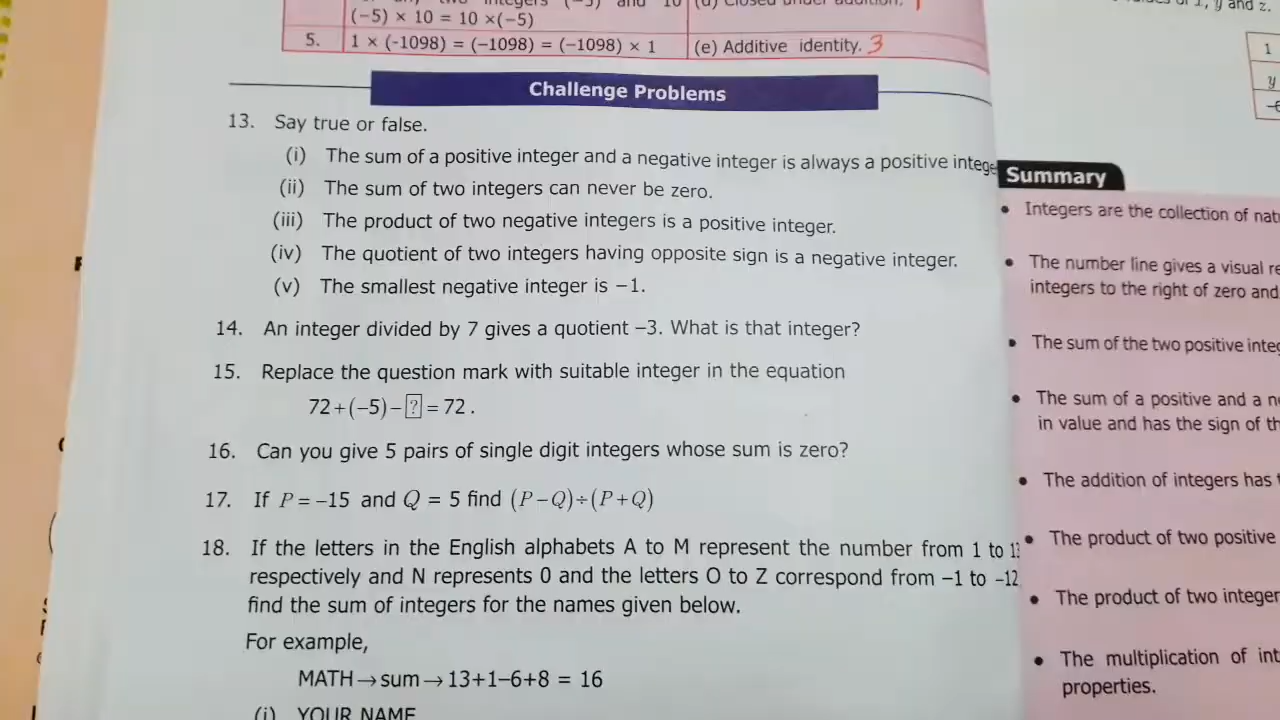 (-5) × 10 = 10 ×(-5)
5. 1 × (-1098) = (-1098) = (-1098) × 1 (e) Additive identity. 3
Challenge Problems
13. Say true or false.
(i) The sum of a positive integer and a negative integer is always a positive intege
(ii) The sum of two integers can never be zero.
(iii) The product of two negative integers is a positive integer.
(iv) The quotient of two integers having opposite sign is a negative integer.
(v) The smallest negative integer is −1.
14. An integer divided by 7 gives a quotient –3. What is that integer?
15. Replace the question mark with suitable integer in the equation
72+(−5)−[?]=72.
16. Can you give 5 pairs of single digit integers whose sum is zero?
17. If P = −15 and Q = 5 find (P−Q)÷(P+Q)
18. If the letters in the English alphabets A to M represent the number from 1 to 13
respectively and N represents 0 and the letters O to Z correspond from −1 to −12
find the sum of integers for the names given below.
For example,
MATH→sum→13+1–6+8 = 16
(i) YOUR NAME
y and z.
1
y
Summary
• Integers are the collection of nat
• The number line gives a visual re
integers to the right of zero and
• The sum of the two positive integ
• The sum of a positive and a n
in value and has the sign of th
• The addition of integers has
• The product of two positive
• The product of two integer
• The multiplication of int
properties.